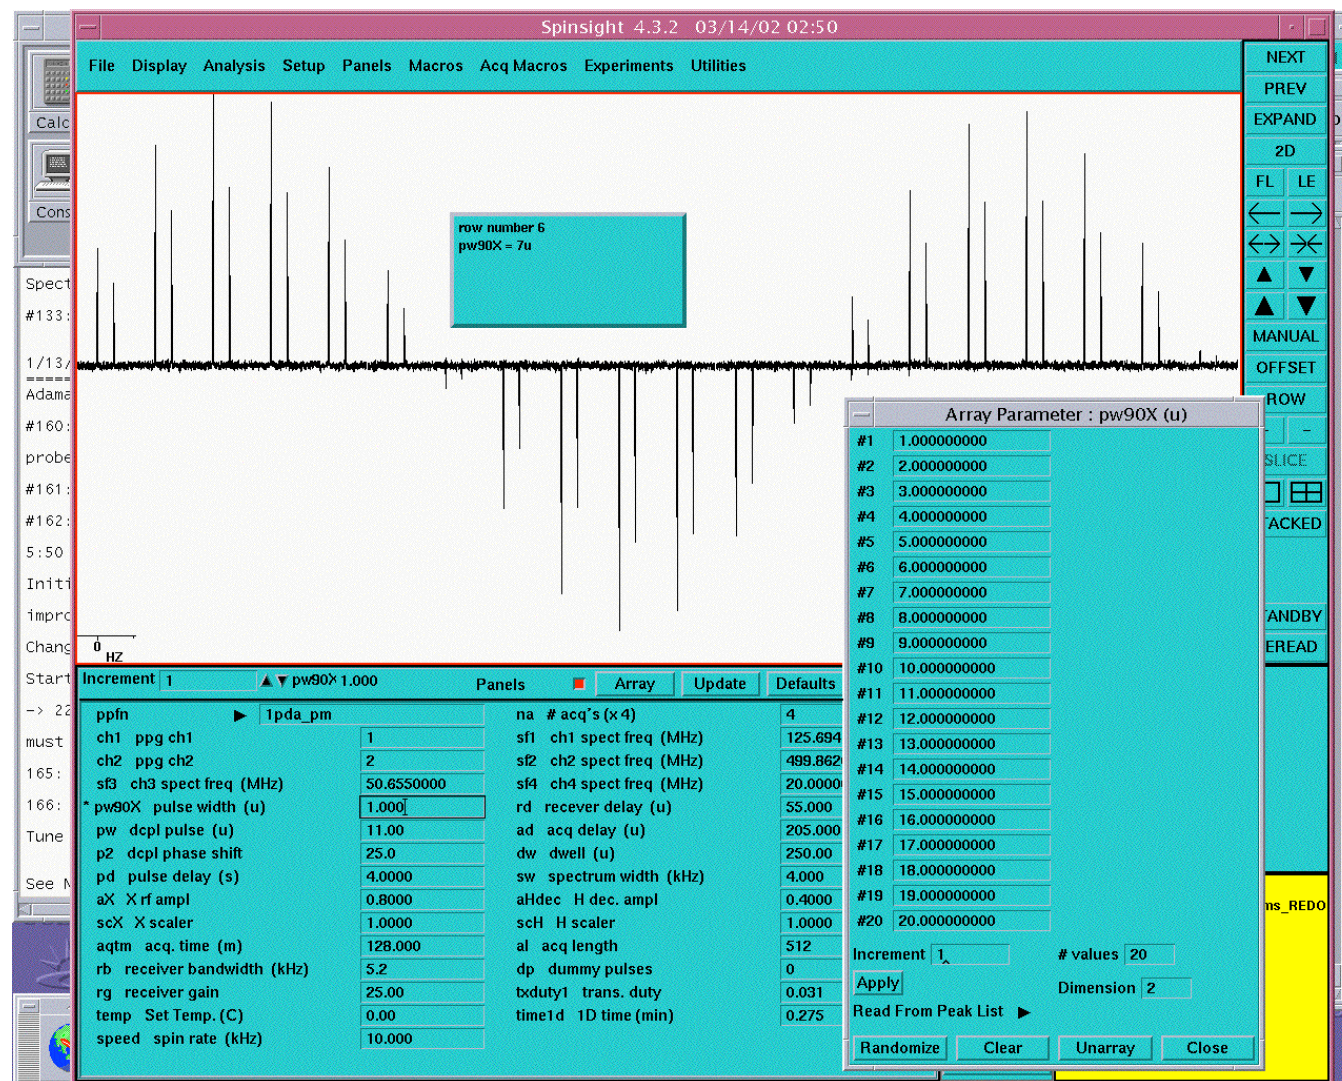 Spinsight 4.3.2 03/14/02 02:50
File Display Analysis Setup Panels Macros Acq Macros Experiments Utilities
NEXT
PREV
EXPAND
2D
FL LE
MANUAL
OFFSET
ROW
SLICE
TACKED
ANDBY
EREAD
ms_REDO
Calc
Cons
Spect
#133:
1/13/
=====
Adama
#160:
probe
#161:
#162:
5:50
Initi
impro
Chang
Start
-> 22
must
165:
166:
Tune
See M
row number 6
pw90X = 7u
0
HZ
Increment 1 ▲ ▼ pw90X 1.000 Panels Array Update Defaults
ppfn ► 1pda_pm na # acq's (x 4) 4
ch1 ppg ch1 1 sf1 ch1 spect freq (MHz) 125.694
ch2 ppg ch2 2 sf2 ch2 spect freq (MHz) 499.862
sf3 ch3 spect freq (MHz) 50.6550000 sf4 ch4 spect freq (MHz) 20.0000
* pw90X pulse width (u) 1.000 rd recever delay (u) 55.000
pw dcpl pulse (u) 11.00 ad acq delay (u) 205.000
p2 dcpl phase shift 25.0 dw dwell (u) 250.00
pd pulse delay (s) 4.0000 sw spectrum width (kHz) 4.000
aX X rf ampl 0.8000 aHdec H dec. ampl 0.4000
scX X scaler 1.0000 scH H scaler 1.0000
aqtm acq. time (m) 128.000 al acq length 512
rb receiver bandwidth (kHz) 5.2 dp dummy pulses 0
rg receiver gain 25.00 txduty1 trans. duty 0.031
temp Set Temp. (C) 0.00 time1d 1D time (min) 0.275
speed spin rate (kHz) 10.000
Array Parameter : pw90X (u)
#1 1.000000000
#2 2.000000000
#3 3.000000000
#4 4.000000000
#5 5.000000000
#6 6.000000000
#7 7.000000000
#8 8.000000000
#9 9.000000000
#10 10.000000000
#11 11.000000000
#12 12.000000000
#13 13.000000000
#14 14.000000000
#15 15.000000000
#16 16.000000000
#17 17.000000000
#18 18.000000000
#19 19.000000000
#20 20.000000000
Increment 1 # values 20
Apply Dimension 2
Read From Peak List ►
Randomize Clear Unarray Close